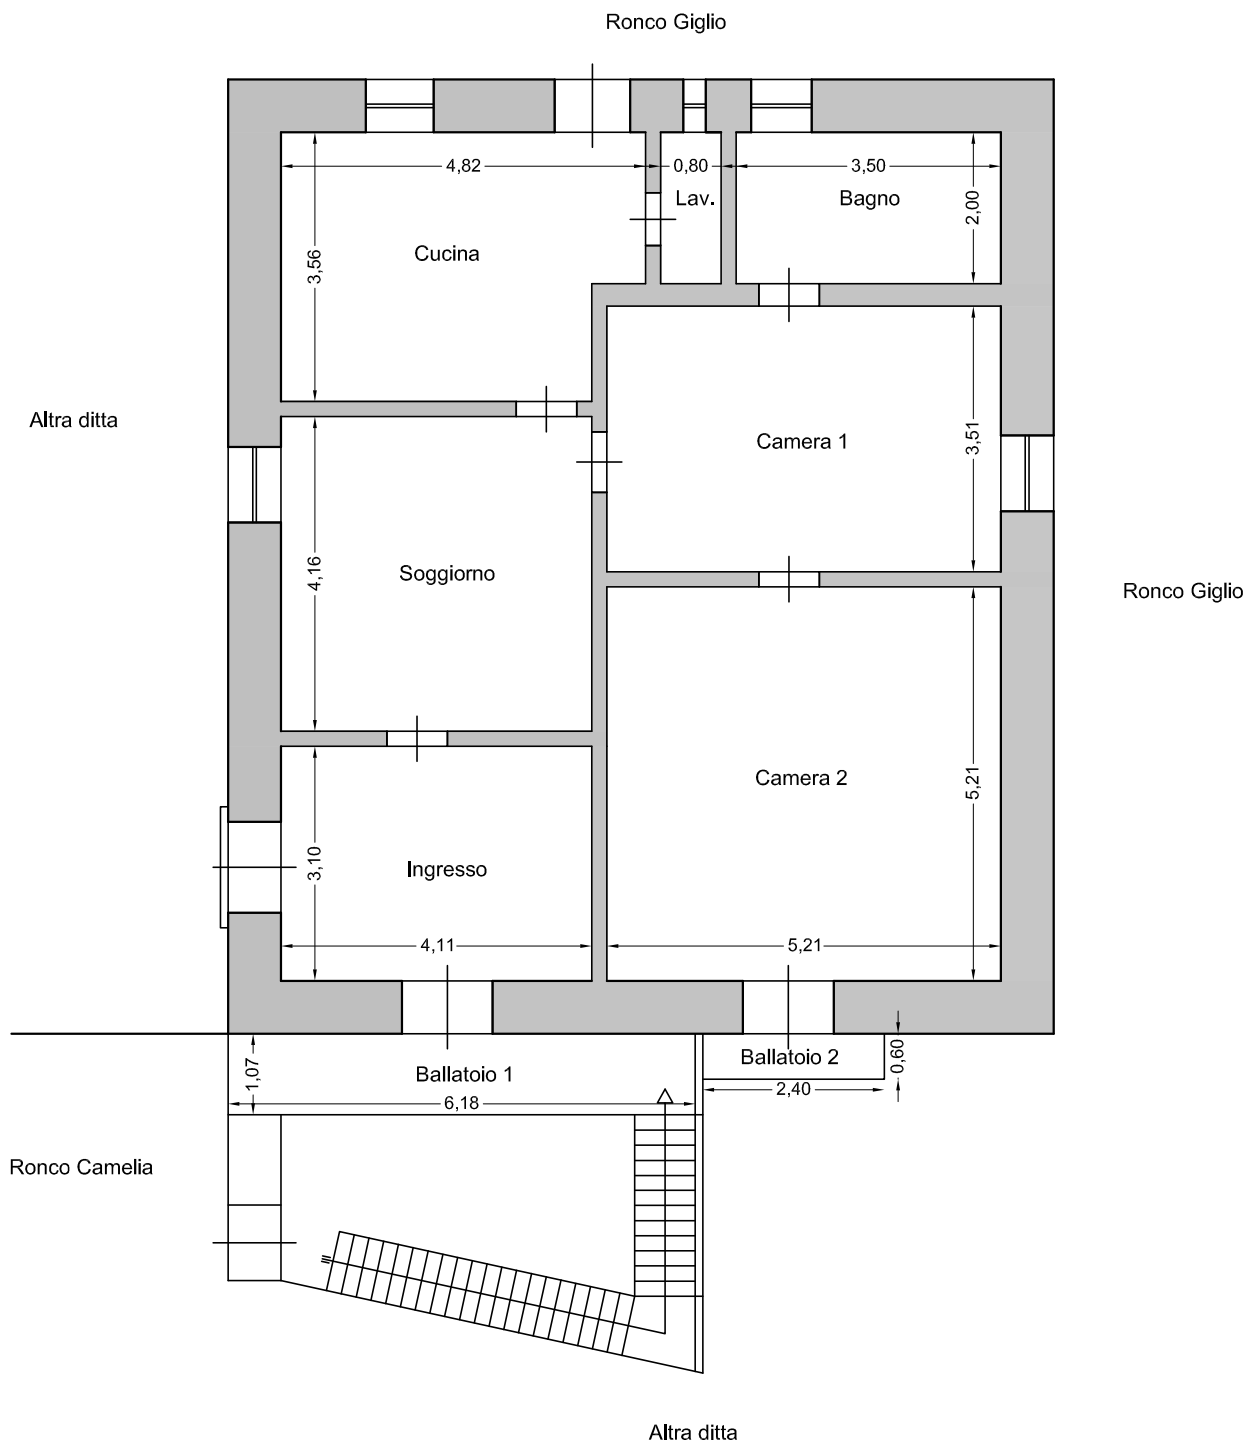 Ronco Giglio
4,82
0,80
3,50
Lav.
Bagno
2,00
Cucina
3,56
Altra ditta
Camera 1
3,51
Soggiorno
4,16
Ronco Giglio
Camera 2
5,21
Ingresso
3,10
4,11
5,21
Ballatoio 1
1,07
6,18
Ballatoio 2
0,60
2,40
Ronco Camelia
Altra ditta